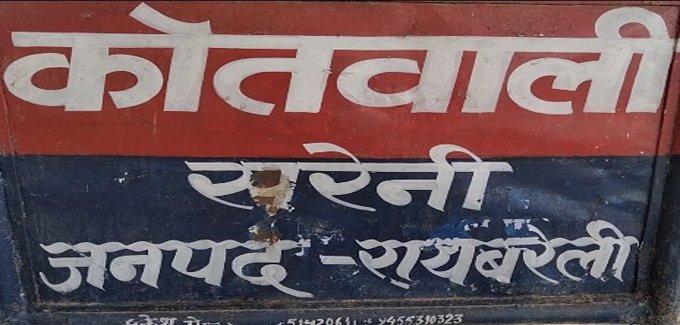 कोतवाली
सरेनी
जनपद - रायबरेली